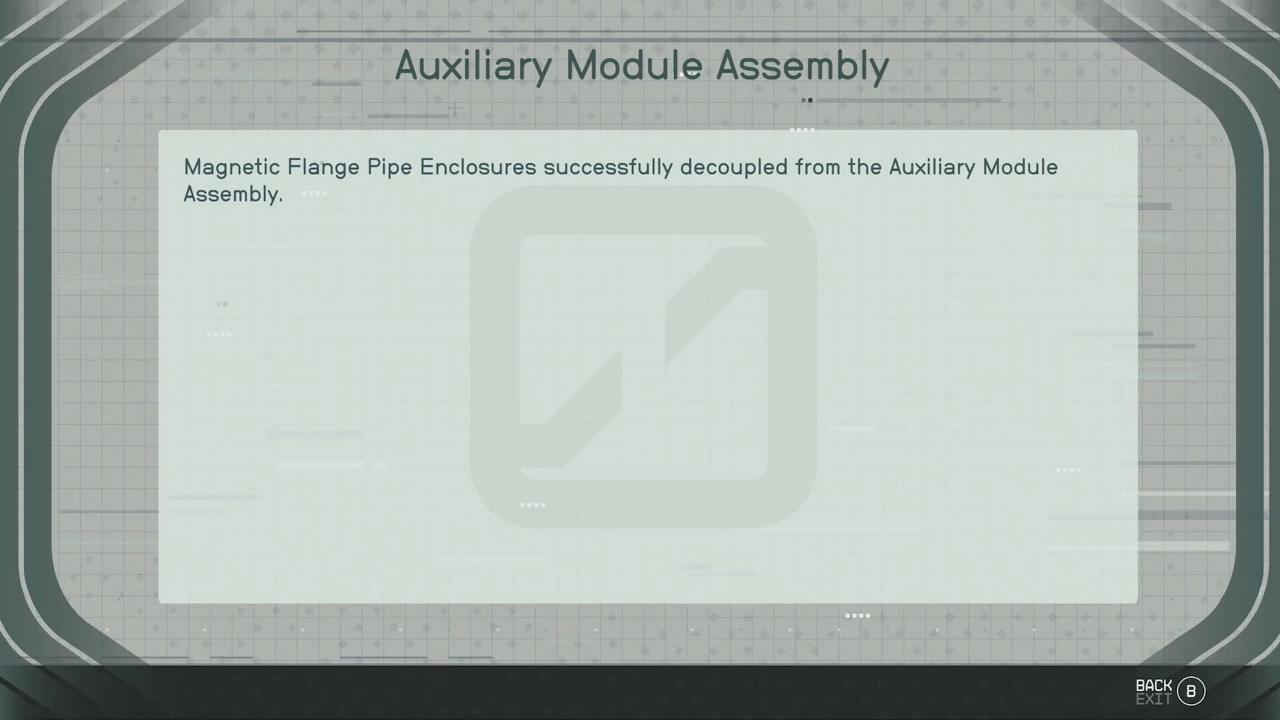 Auxiliary Module Assembly
Magnetic Flange Pipe Enclosures successfully decoupled from the Auxiliary Module
Assembly.
BACK
EXIT
B